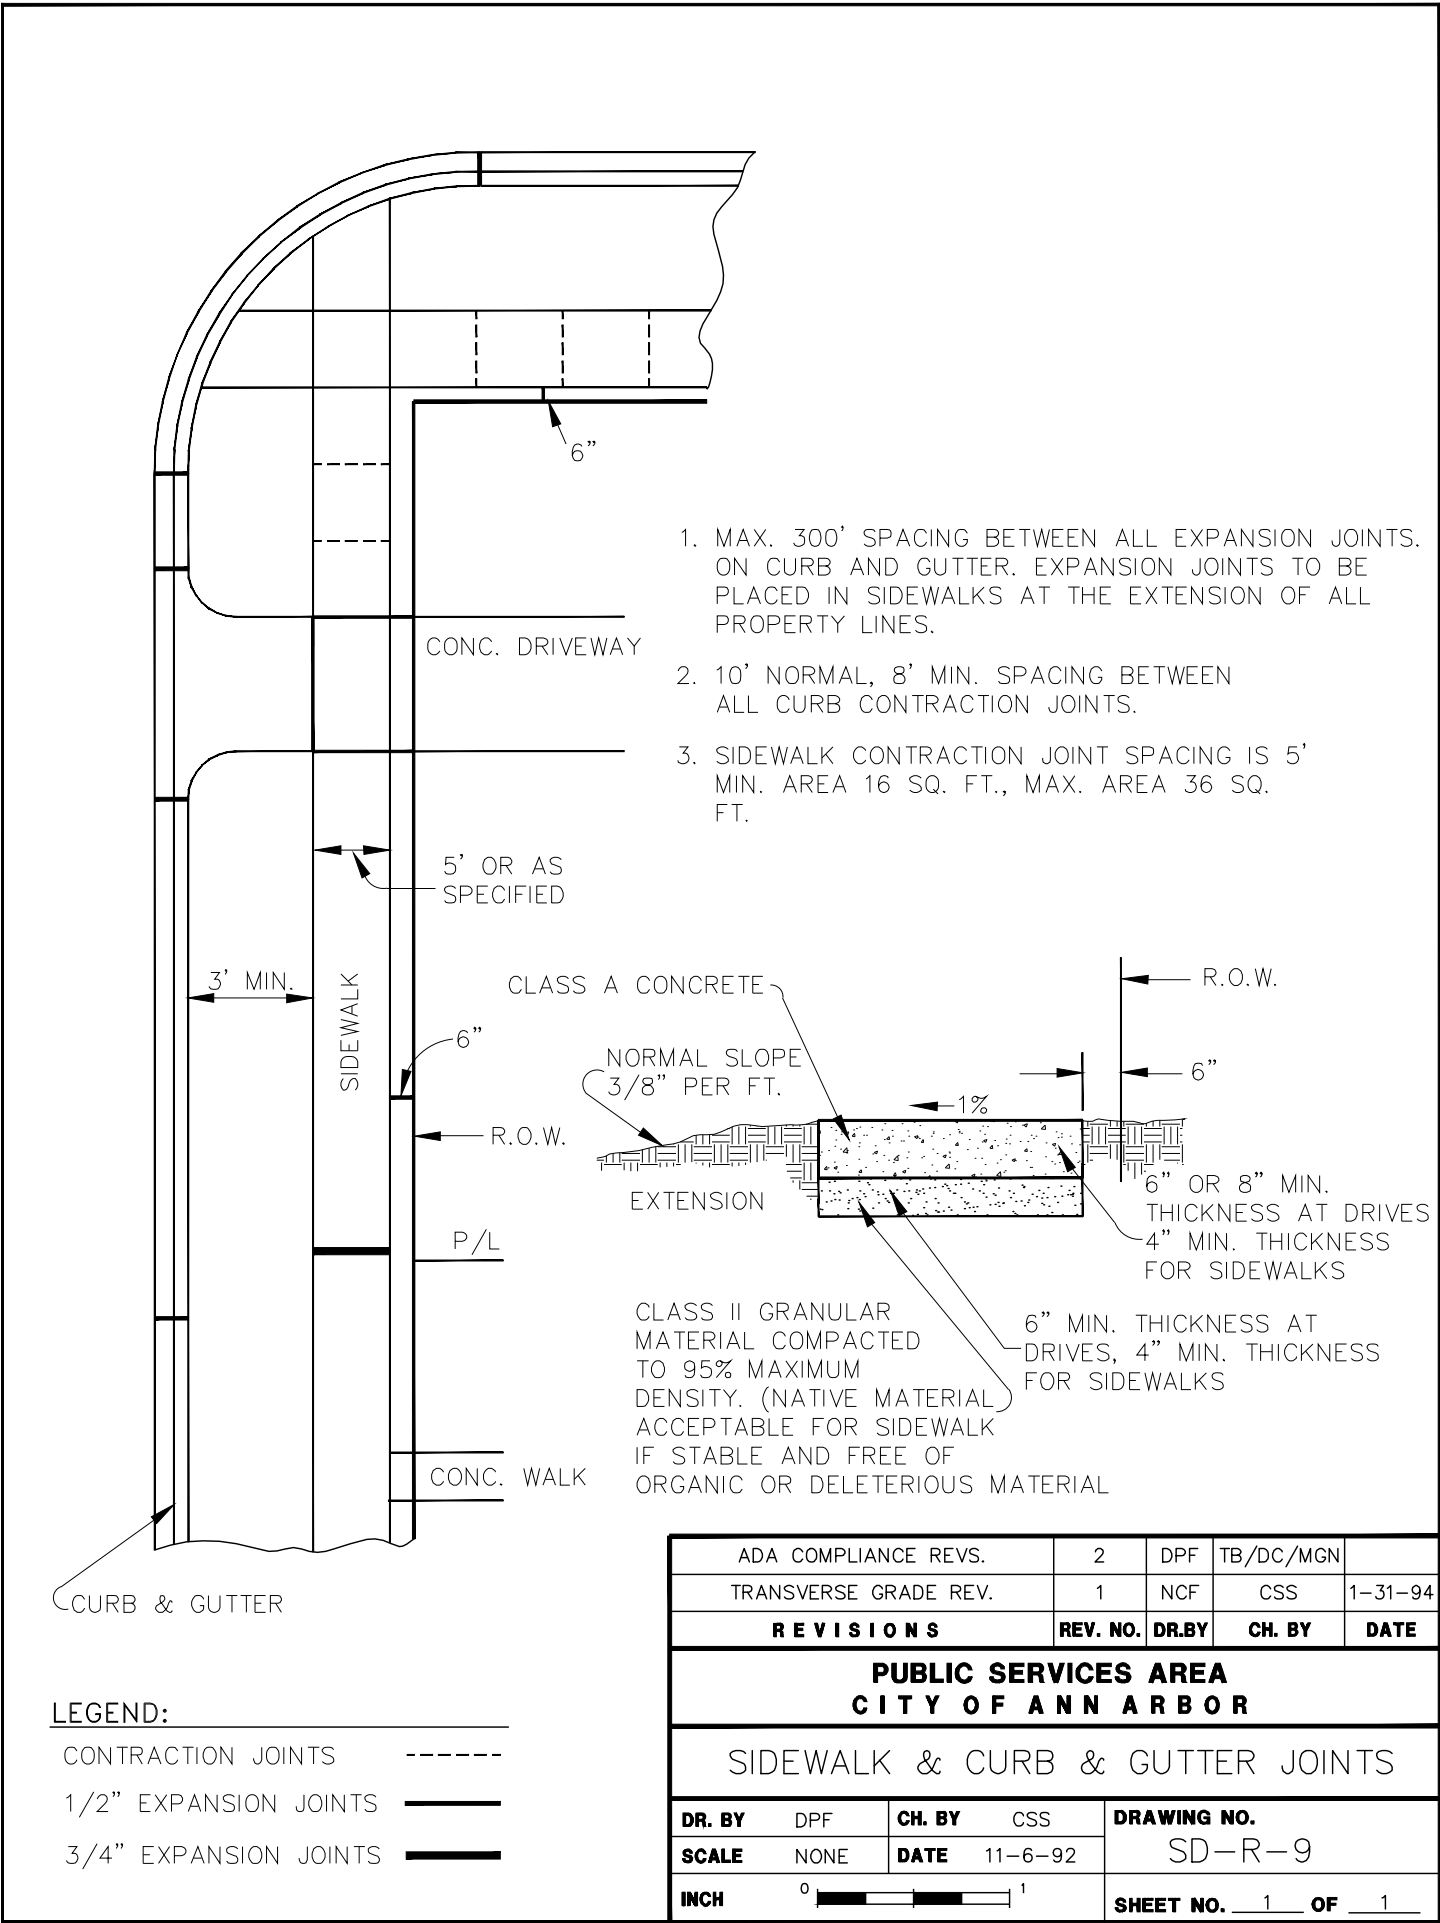 6”
1. MAX. 300' SPACING BETWEEN ALL EXPANSION JOINTS.
ON CURB AND GUTTER. EXPANSION JOINTS TO BE
PLACED IN SIDEWALKS AT THE EXTENSION OF ALL
PROPERTY LINES.
CONC. DRIVEWAY
2. 10' NORMAL, 8' MIN. SPACING BETWEEN
ALL CURB CONTRACTION JOINTS.
3. SIDEWALK CONTRACTION JOINT SPACING IS 5'
MIN. AREA 16 SQ. FT., MAX. AREA 36 SQ.
FT.
5' OR AS
SPECIFIED
3' MIN.
SIDEWALK
6”
R.O.W.
P/L
CONC. WALK
CURB & GUTTER
CLASS A CONCRETE
R.O.W.
NORMAL SLOPE
3/8” PER FT.
6”
1%
EXTENSION
6” OR 8” MIN.
THICKNESS AT DRIVES
4” MIN. THICKNESS
FOR SIDEWALKS
CLASS II GRANULAR
MATERIAL COMPACTED
TO 95% MAXIMUM
DENSITY. (NATIVE MATERIAL
ACCEPTABLE FOR SIDEWALK
IF STABLE AND FREE OF
ORGANIC OR DELETERIOUS MATERIAL
6” MIN. THICKNESS AT
DRIVES, 4” MIN. THICKNESS
FOR SIDEWALKS
LEGEND:
CONTRACTION JOINTS
1/2” EXPANSION JOINTS
3/4” EXPANSION JOINTS
ADA COMPLIANCE REVS. 2 DPF TB/DC/MGN
TRANSVERSE GRADE REV. 1 NCF CSS 1-31-94
REVISIONS REV. NO. DR.BY CH. BY DATE
PUBLIC SERVICES AREA
CITY OF ANN ARBOR
SIDEWALK & CURB & GUTTER JOINTS
DR. BY DPF CH. BY CSS DRAWING NO.
SCALE NONE DATE 11-6-92 SD-R-9
INCH 0 1 SHEET NO. 1 OF 1